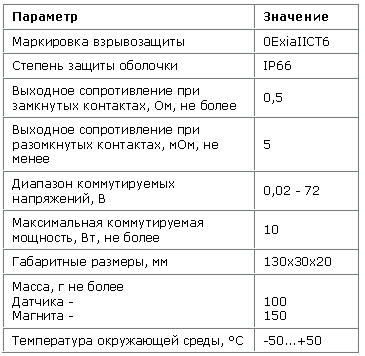 Параметр Значение
Маркировка взрывозащиты 0ExiaIICT6
Степень защиты оболочки IP66
Выходное сопротивление при
замкнутых контактах, Ом, не более 0,5
Выходное сопротивление при
разомкнутых контактах, мОм, не
менее 5
Диапазон коммутируемых
напряжений, В 0,02 - 72
Максимальная коммутируемая
мощность, Вт, не более 10
Габаритные размеры, мм 130x30x20
Масса, г не более
Датчика - 100
Магнита - 150
Температура окружающей среды, °С -50...+50